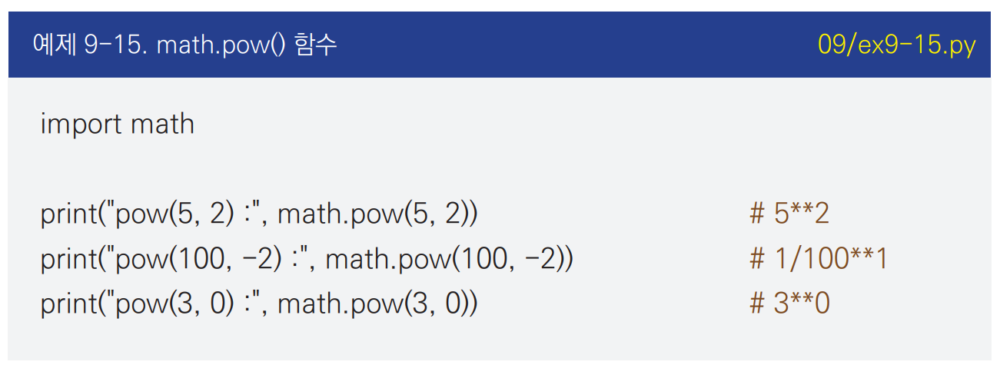 예제 9-15. math.pow() 함수 09/ex9-15.py
import math
print("pow(5, 2) :", math.pow(5, 2)) # 5**2
print("pow(100, -2) :", math.pow(100, -2)) # 1/100**1
print("pow(3, 0) :", math.pow(3, 0)) # 3**0